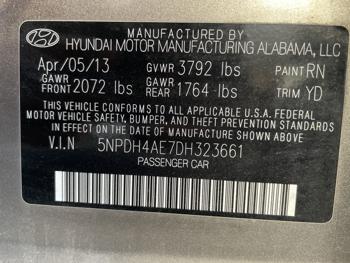 BY
HYUNDAI MOTOR MANUFACTURING ALABAMA, LLC
Apr/05/13 GVWR 3792 lbs PAINT RN
GAWR GAWR
FRONT 2072 lbs REAR 1764 lbs TRIM YD
THIS VEHICLE CONFORMS TO ALL APPLICABLE U.S.A FEDERAL
MOTOR VEHICLE SAFETY, BUMPER, AND THEFT PREVENTION STANDARDS
IN EFFECT ON THE DATE OF MANUFACTURE SHOWN ABOVE.
V.I.N 5NPDH4AE7DH323661
PASSENGER CAR